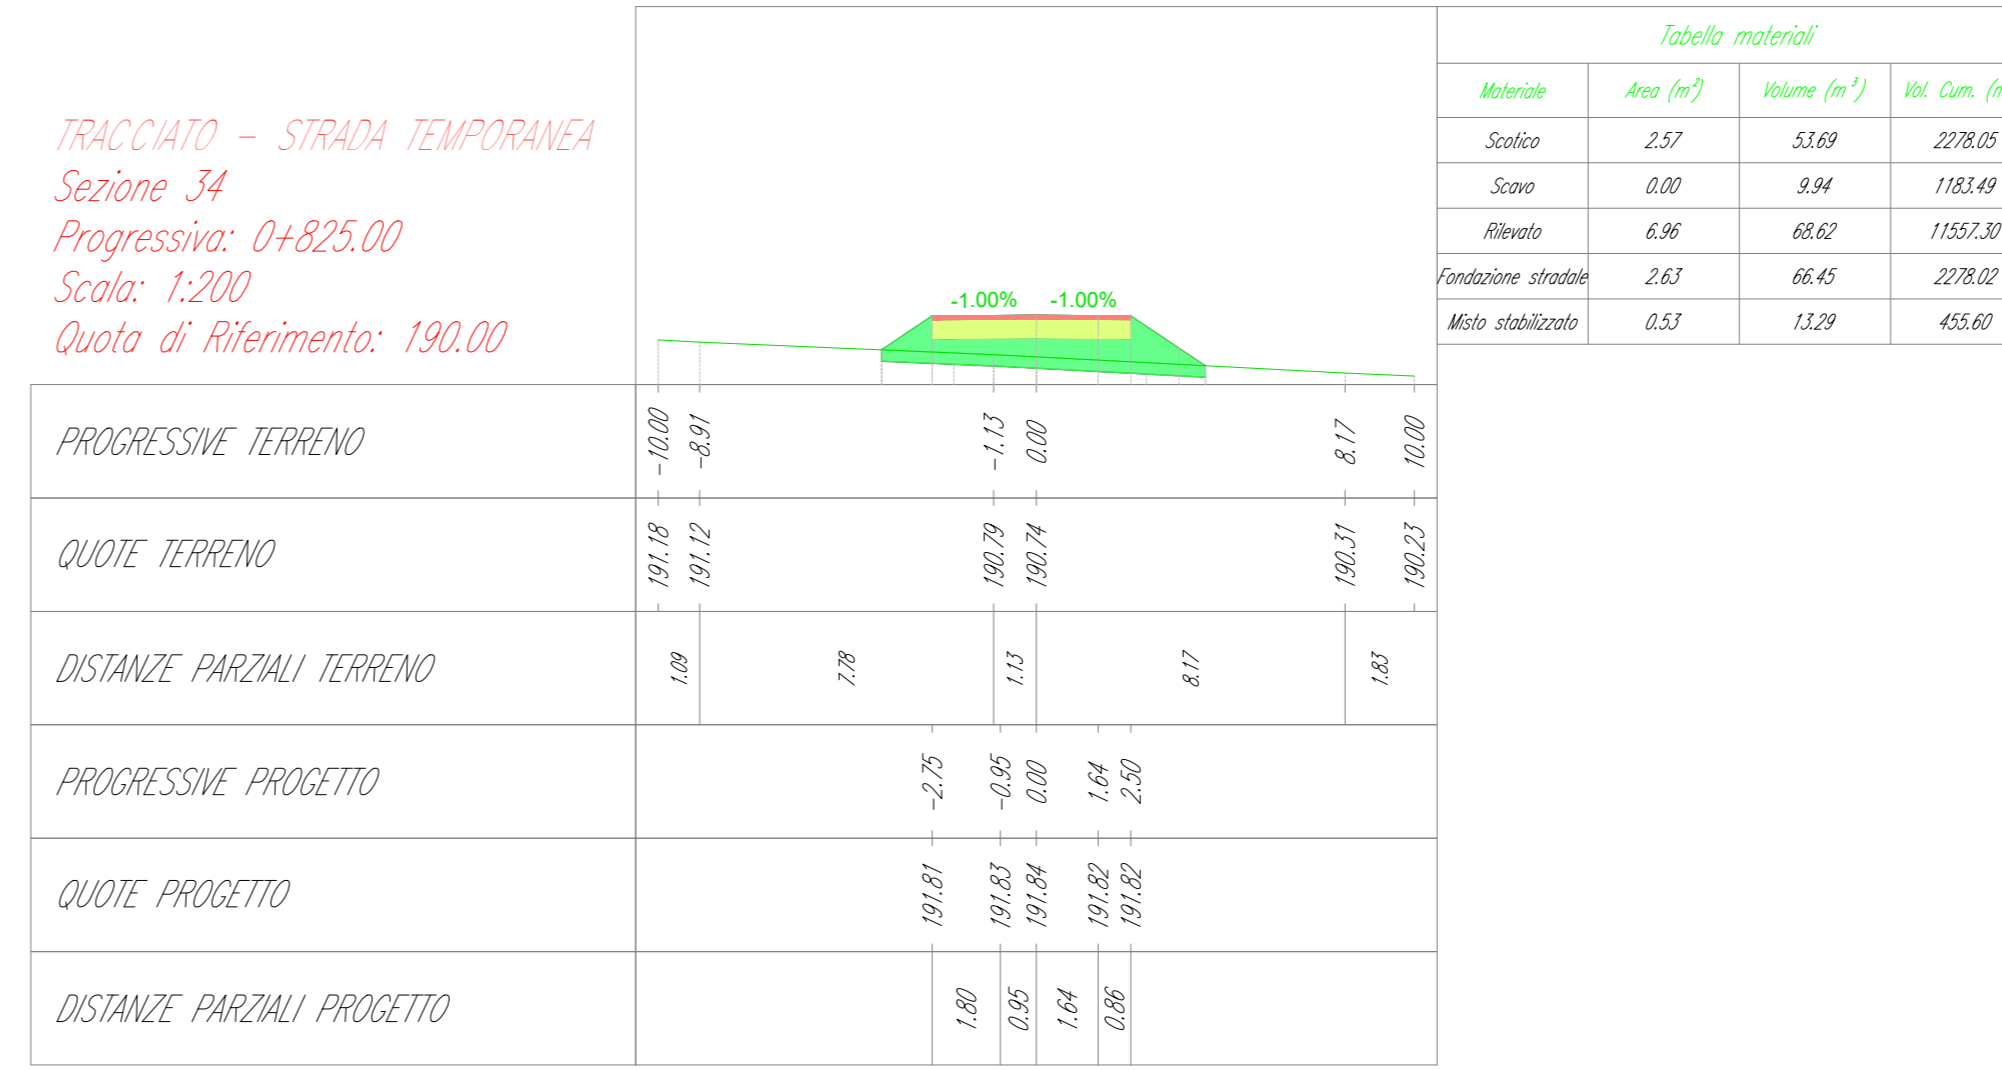 TRACCIATO - STRADA TEMPORANEA
Sezione 34
Progressiva: 0+825.00
Scala: 1:200
Quota di Riferimento: 190.00
-1.00% -1.00%
Tabella materiali
Materiale Area (m²) Volume (m³) Vol. Cum. (m
Scotico 2.57 53.69 2278.05
Scavo 0.00 9.94 1183.49
Rilevato 6.96 68.62 11557.30
Fondazione stradale 2.63 66.45 2278.02
Misto stabilizzato 0.53 13.29 455.60
PROGRESSIVE TERRENO -10.00 -8.91 -1.13 0.00 8.17 10.00
QUOTE TERRENO 191.18 191.12 190.79 190.74 190.31 190.23
DISTANZE PARZIALI TERRENO 1.09 7.78 1.13 8.17 1.83
PROGRESSIVE PROGETTO -2.75 -0.95 0.00 1.64 2.50
QUOTE PROGETTO 191.81 191.83 191.84 191.82 191.82
DISTANZE PARZIALI PROGETTO 1.80 0.95 1.64 0.86